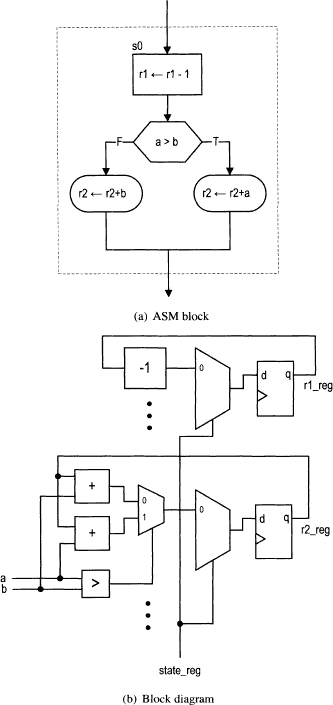 s0
r1 ← r1 - 1
F
a > b
T
r2 ← r2+b
r2 ← r2+a
(a) ASM block
-1
0
d
q
r1_reg
+
0
1
+
0
d
q
r2_reg
a
b
>
state_reg
(b) Block diagram